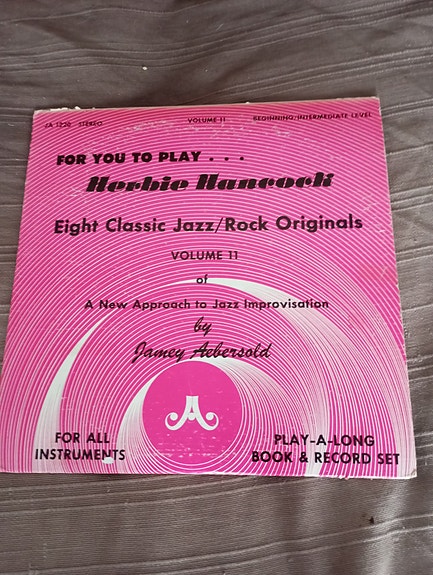 JA 1220 STEREO VOLUME 11 BEGINNING/INTERMEDIATE LEVEL
FOR YOU TO PLAY . . .
Herbie Hancock
Eight Classic Jazz/Rock Originals
VOLUME 11
of
A New Approach to Jazz Improvisation
by
Jamey Aebersold
FOR ALL
INSTRUMENTS
PLAY-A-LONG
BOOK & RECORD SET